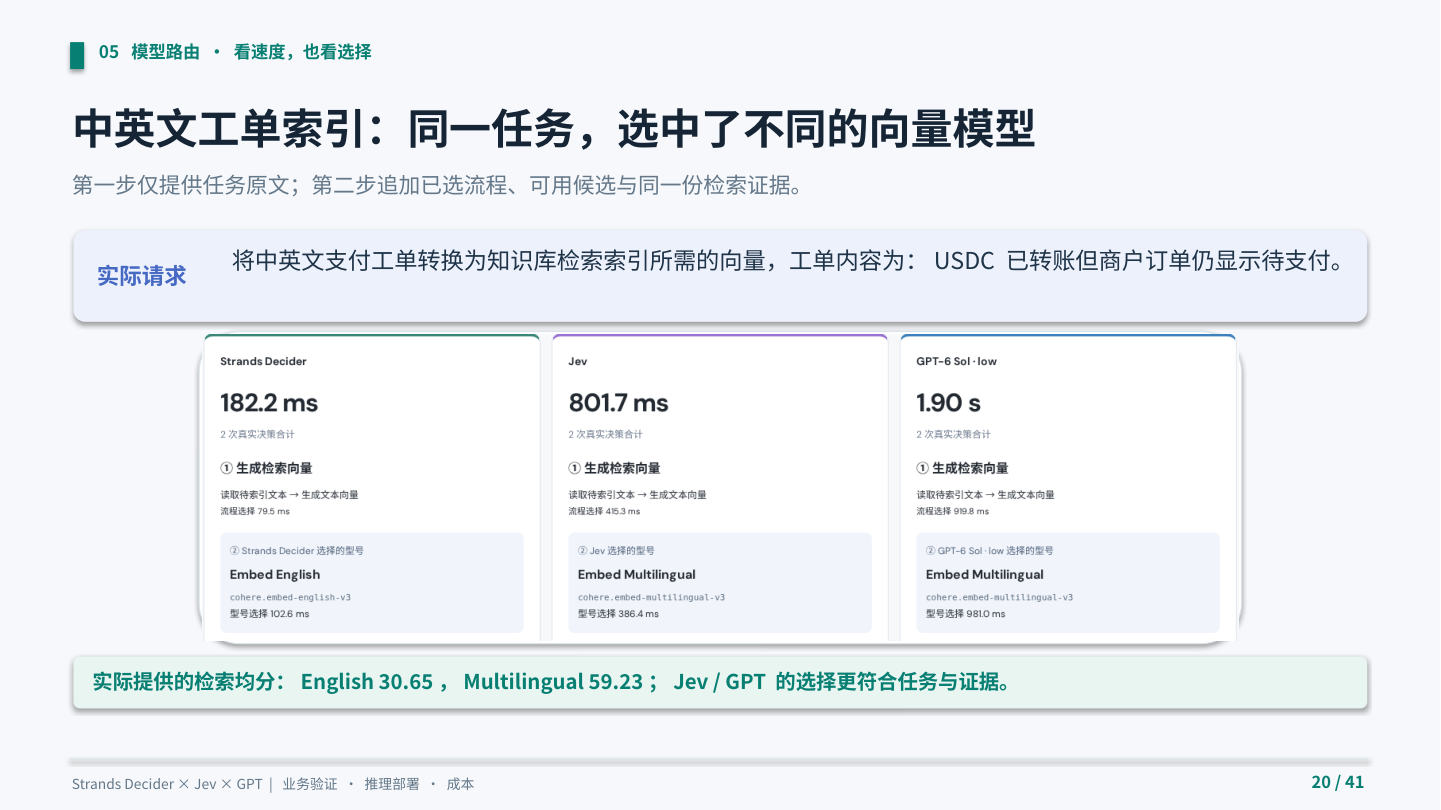 05 模型路由 · 看速度，也看选择
中英文工单索引：同一任务，选中了不同的向量模型
第一步仅提供任务原文；第二步追加已选流程、可用候选与同一份检索证据。
实际请求
将中英文支付工单转换为知识库检索索引所需的向量，工单内容为： USDC 已转账但商户订单仍显示待支付。
Strands Decider
182.2 ms
2 次真实决策合计
① 生成检索向量
读取待索引文本 → 生成文本向量
流程选择 79.5 ms
② Strands Decider 选择的型号
Embed English
cohere.embed-english-v3
型号选择 102.6 ms
Jev
801.7 ms
2 次真实决策合计
① 生成检索向量
读取待索引文本 → 生成文本向量
流程选择 415.3 ms
② Jev 选择的型号
Embed Multilingual
cohere.embed-multilingual-v3
型号选择 386.4 ms
GPT-6 Sol · low
1.90 s
2 次真实决策合计
① 生成检索向量
读取待索引文本 → 生成文本向量
流程选择 919.8 ms
② GPT-6 Sol · low 选择的型号
Embed Multilingual
cohere.embed-multilingual-v3
型号选择 981.0 ms
实际提供的检索均分： English 30.65 ， Multilingual 59.23 ； Jev / GPT 的选择更符合任务与证据。
Strands Decider × Jev × GPT | 业务验证 · 推理部署 · 成本
20 / 41